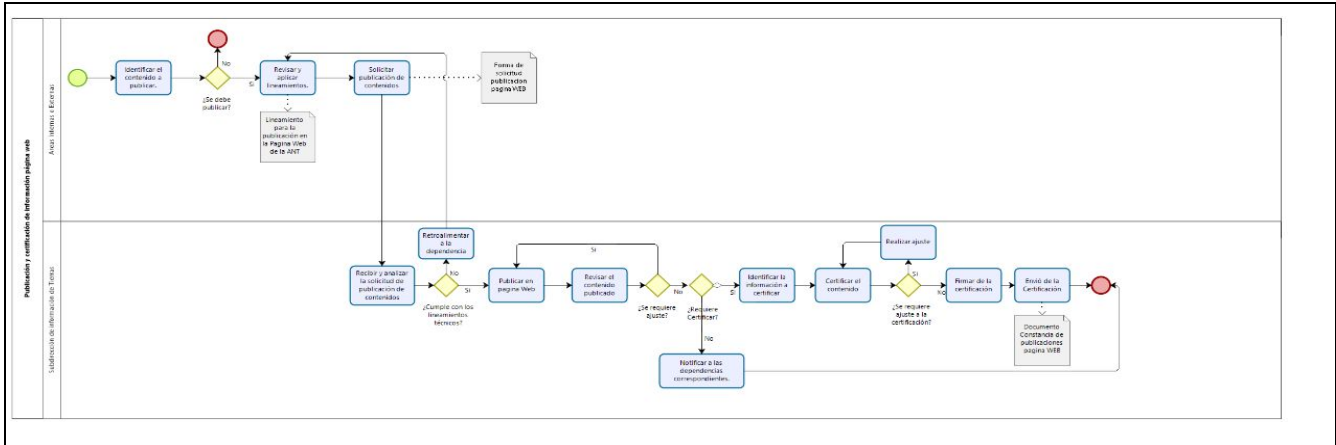 Publicación y certificación de información página web
Áreas Internas o Externas
Identificar el
contenido a
publicar.
No
Si
¿Se debe
publicar?
Revisar y
aplicar
lineamientos.
Lineamiento
para la
publicación en
la Pagina Web
de la ANT
Solicitar
publicación de
contenidos
Forma de
solicitud
publicacion
pagina WEB
Subdirección de información de Tierras
Recibir y analizar
la solicitud de
publicación de
contenidos
Retroalimentar
a la
dependencia
No
Si
¿Cumple con los
lineamientos
técnicos?
Publicar en
pagina Web
Revisar el
contenido
publicado
Si
No
¿Se requiere
ajuste?
¿Requiere
Certificar?
Si
No
Notificar a las
dependencias
correspondientes.
Identificar la
información a
certificar
Certificar el
contenido
Realizar ajuste
Si
No
¿Se requiere
ajuste a la
certificación?
Firmar de la
certificación
Envió de la
Certificación
Documento
Constancia de
publicaciones
pagina WEB